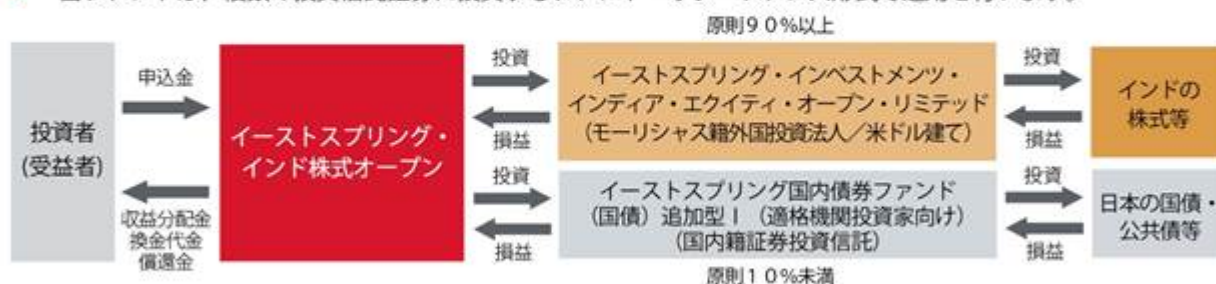 原則90%以上
投資者
(受益者)
申込金
収益分配金
換金代金
償還金
イーストスプリング・
インド株式オープン
投資
損益
投資
損益
イーストスプリング・インベストメンツ・
インディア・エクイティ・オープン・リミテッド
(モーリシャス籍外国投資法人/米ドル建て)
イーストスプリング国内債券ファンド
(国債)追加型Ⅰ(適格機関投資家向け)
(国内籍証券投資信託)
原則10%未満
投資
損益
投資
損益
インドの
株式等
日本の国債・
公共債等